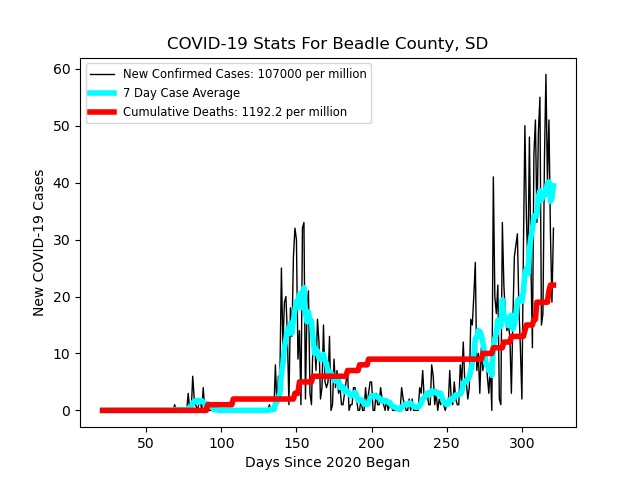 COVID-19 Stats For Beadle County, SD
New Confirmed Cases: 107000 per million
7 Day Case Average
Cumulative Deaths: 1192.2 per million
60
50
40
30
20
10
0
New COVID-19 Cases
50 100 150 200 250 300
Days Since 2020 Began